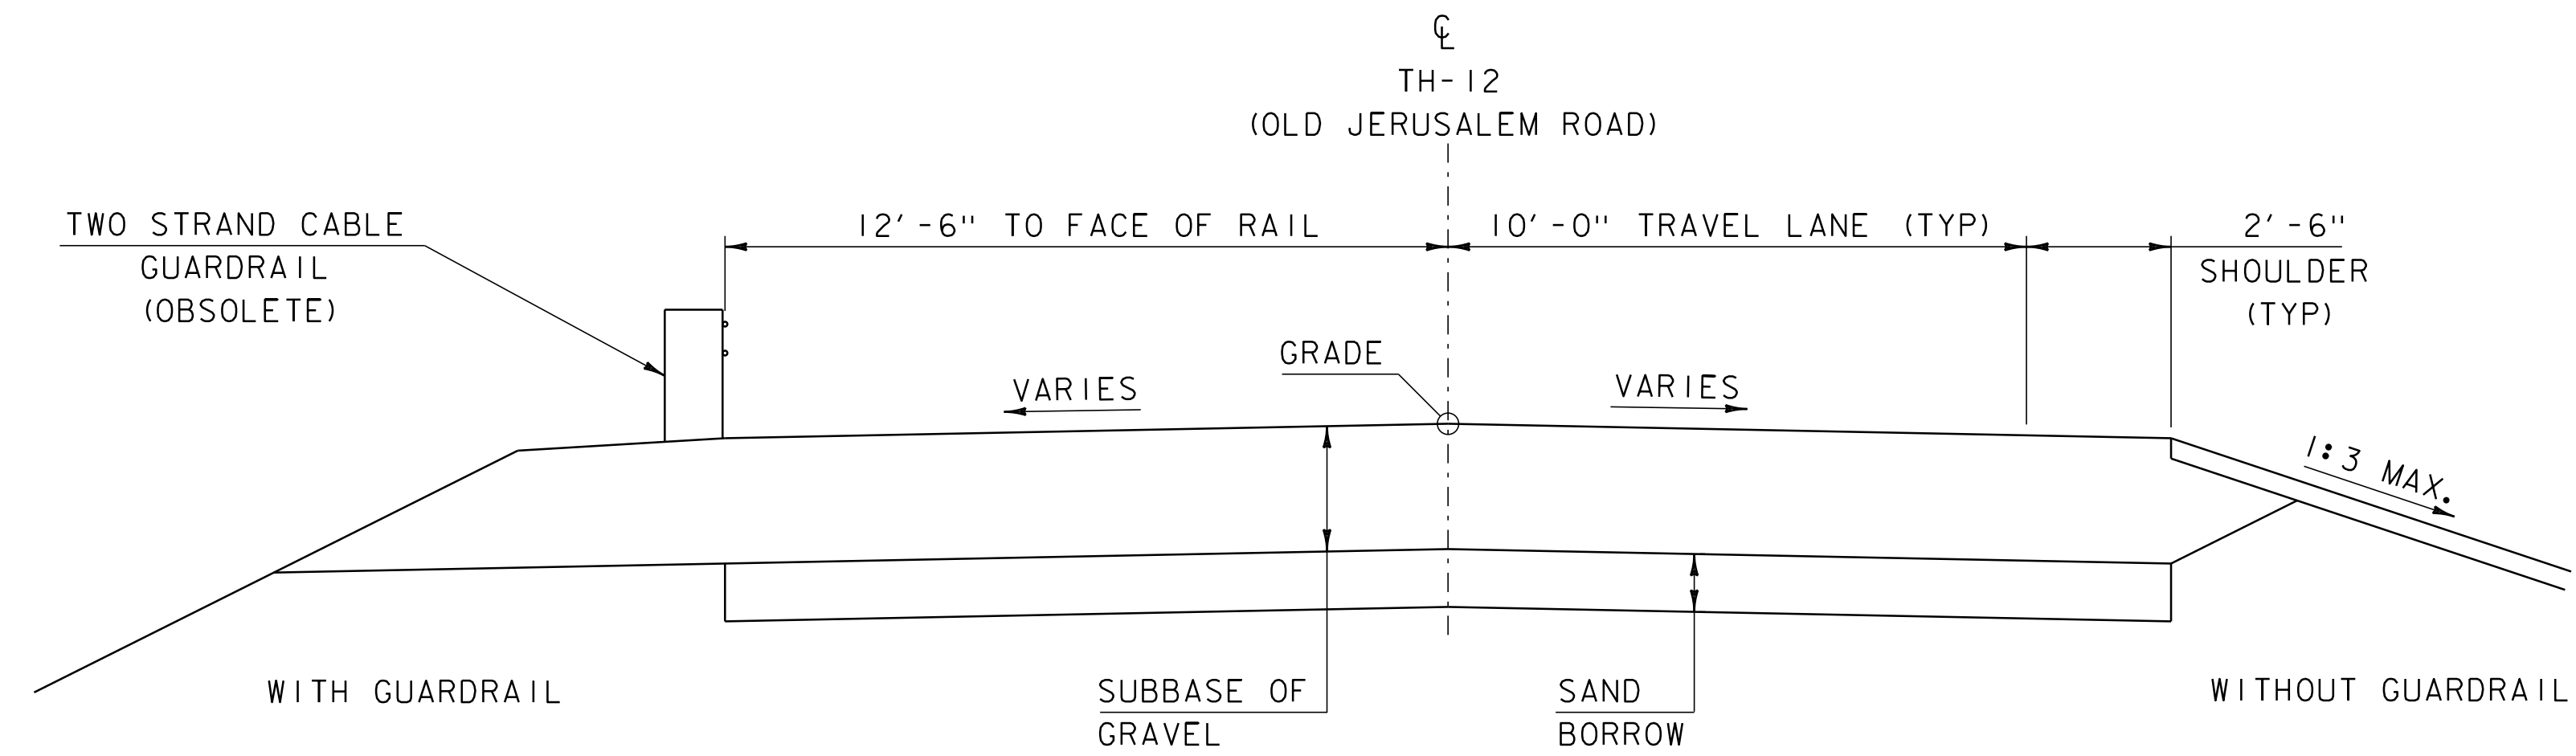 ℄
TH-12
(OLD JERUSALEM ROAD)
TWO STRAND CABLE
GUARDRAIL
(OBSOLETE)
12'-6" TO FACE OF RAIL
10'-0" TRAVEL LANE (TYP)
2'-6"
SHOULDER
(TYP)
GRADE
VARIES
VARIES
1:3 MAX.
WITH GUARDRAIL
SUBBASE OF
GRAVEL
SAND
BORROW
WITHOUT GUARDRAIL